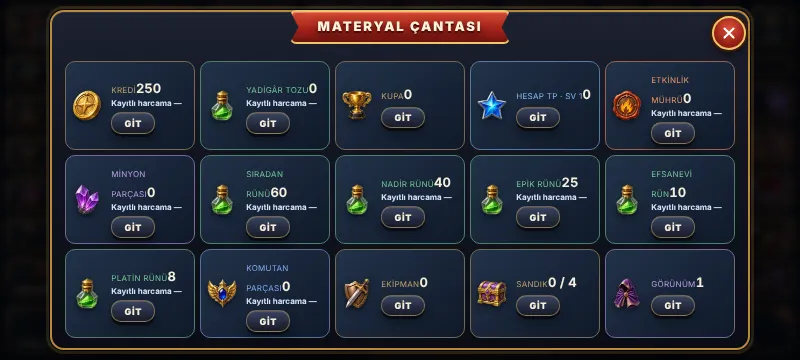 MATERYAL ÇANTASI
KREDİ250
Kayıtlı harcama —
GİT
YADİGÂR TOZU0
Kayıtlı harcama —
GİT
KUPA0
GİT
HESAP TP · SV 10
GİT
ETKİNLİK
MÜHRÜ0
Kayıtlı harcama —
GİT
MİNYON
PARÇASI0
Kayıtlı harcama —
GİT
SIRADAN
RÜNÜ60
Kayıtlı harcama —
GİT
NADİR RÜNÜ40
Kayıtlı harcama —
GİT
EPİK RÜNÜ25
Kayıtlı harcama —
GİT
EFSANEVİ
RÜN10
Kayıtlı harcama —
GİT
PLATİN RÜNÜ8
Kayıtlı harcama —
GİT
KOMUTAN
PARÇASI0
Kayıtlı harcama —
GİT
EKİPMAN0
GİT
SANDIK0 / 4
GİT
GÖRÜNÜM1
GİT